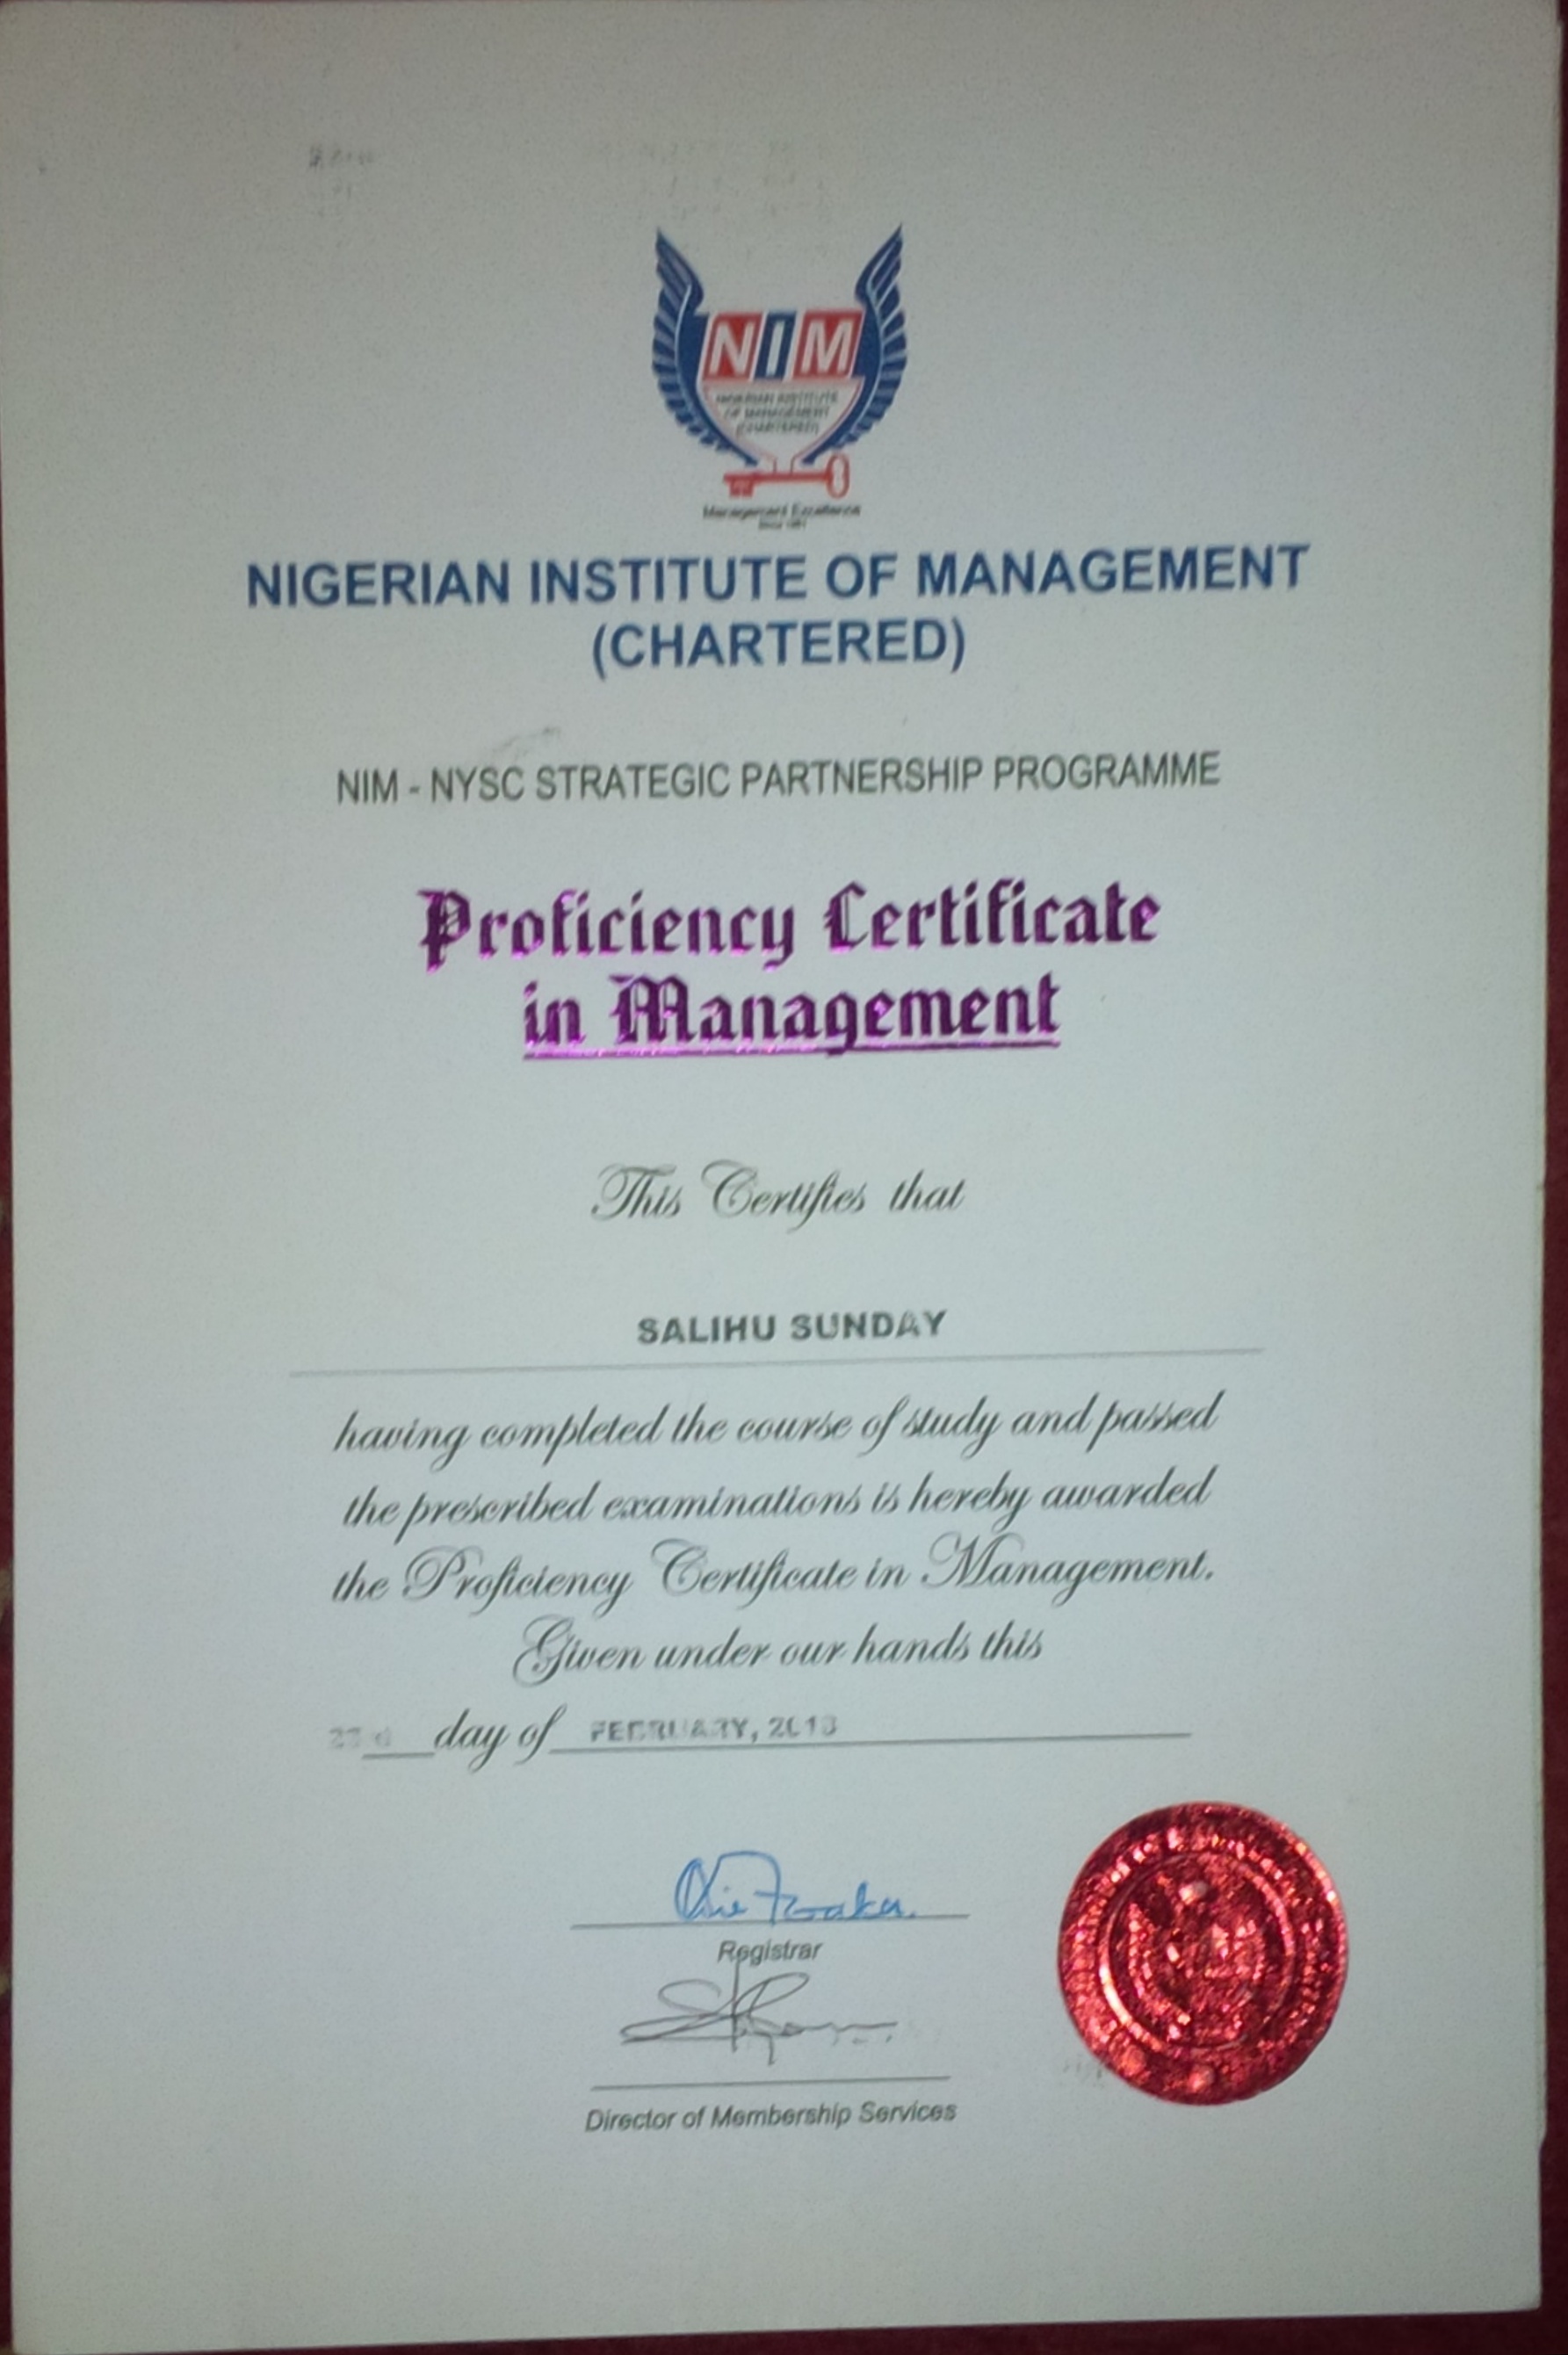 NIM
NIGERIAN INSTITUTE
OF MANAGEMENT
(CHARTERED)
Management Excellence
NIGERIAN INSTITUTE OF MANAGEMENT
(CHARTERED)
NIM - NYSC STRATEGIC PARTNERSHIP PROGRAMME
Proficiency Certificate
in Management
This Certifies that
SALIHU SUNDAY
having completed the course of study and passed
the prescribed examinations is hereby awarded
the Proficiency Certificate in Management.
Given under our hands this
day of FEBRUARY,
Registrar
Director of Membership Services